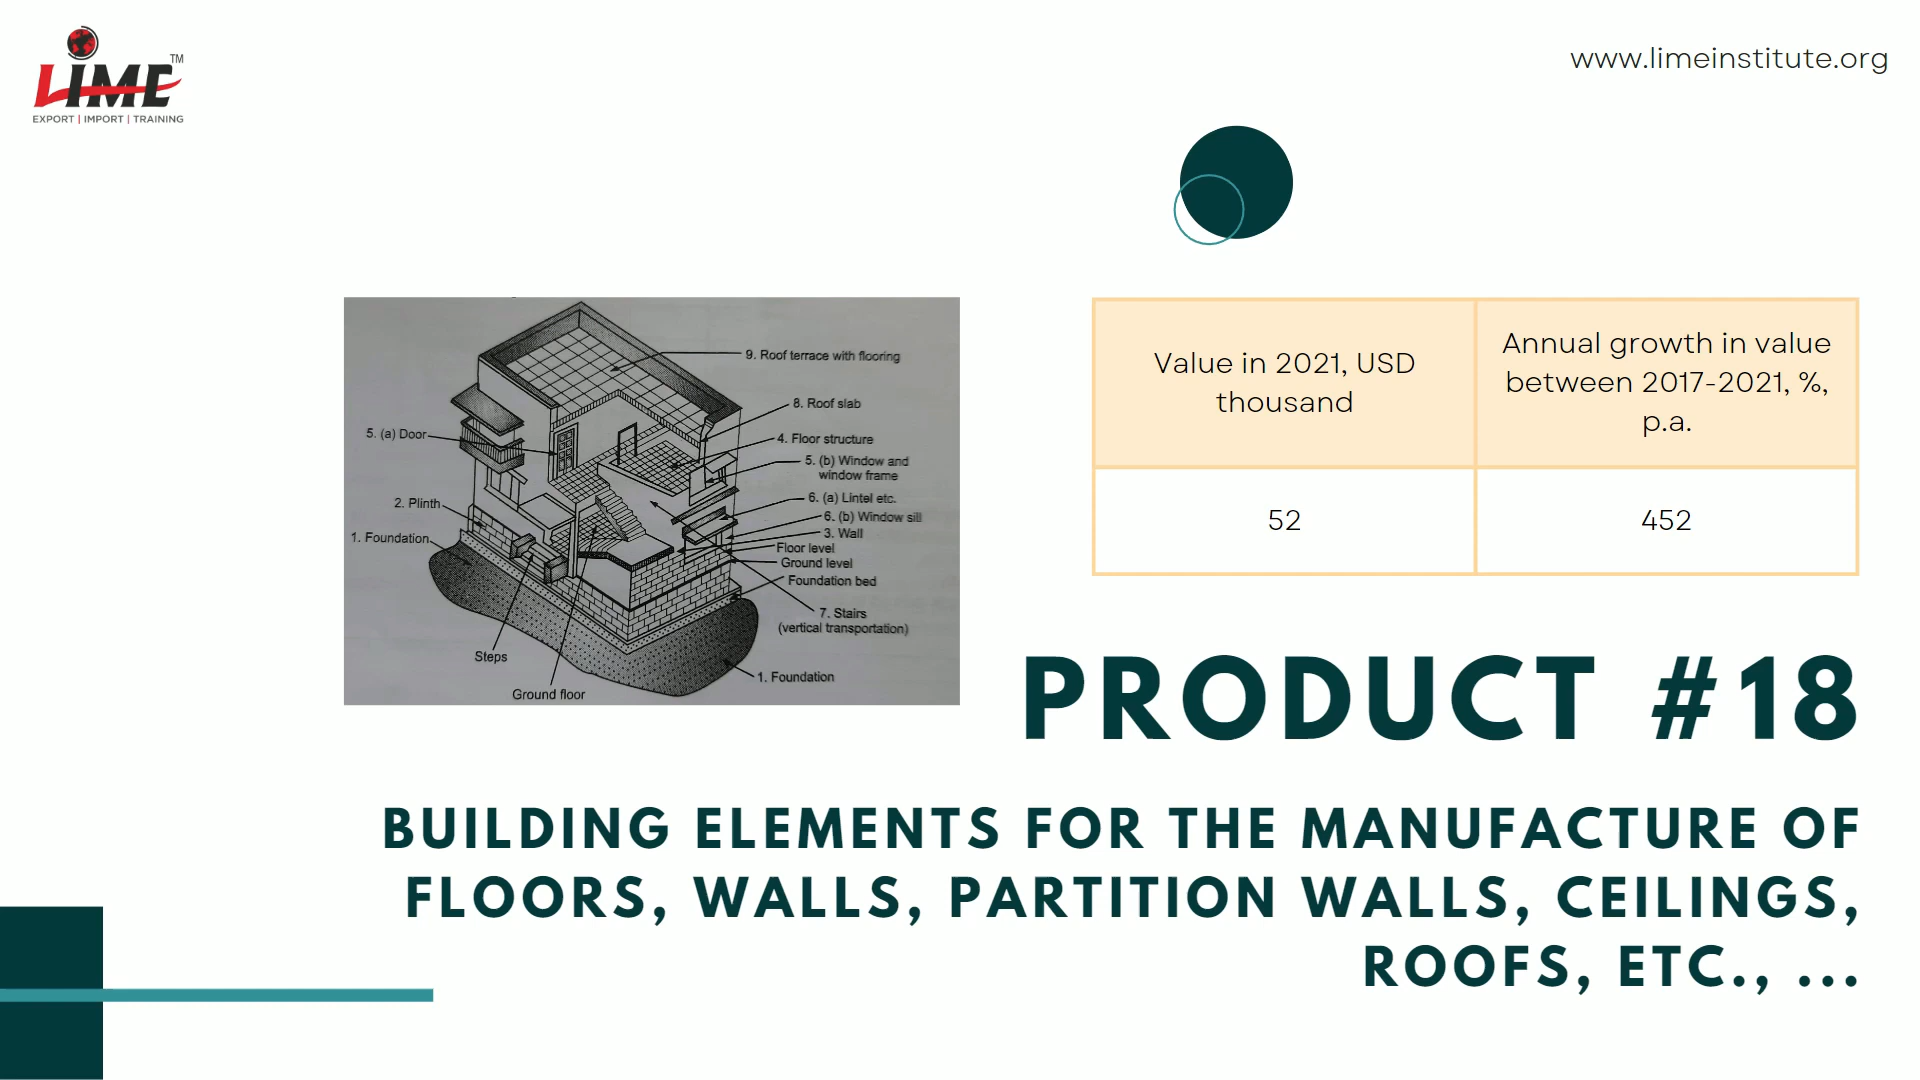 LIME TM
EXPORT | IMPORT | TRAINING
www.limeinstitute.org
9. Roof terrace with flooring
8. Roof slab
5. (a) Door
4. Floor structure
5. (b) Window and
window frame
6. (a) Lintel etc.
2. Plinth
6. (b) Window sill
3. Wall
1. Foundation
Floor level
Ground level
Foundation bed
7. Stairs
(vertical transportation)
Steps
1. Foundation
Ground floor
Value in 2021, USD
thousand
Annual growth in value
between 2017-2021, %,
p.a.
52
452
PRODUCT #18
BUILDING ELEMENTS FOR THE MANUFACTURE OF
FLOORS, WALLS, PARTITION WALLS, CEILINGS,
ROOFS, ETC., ...